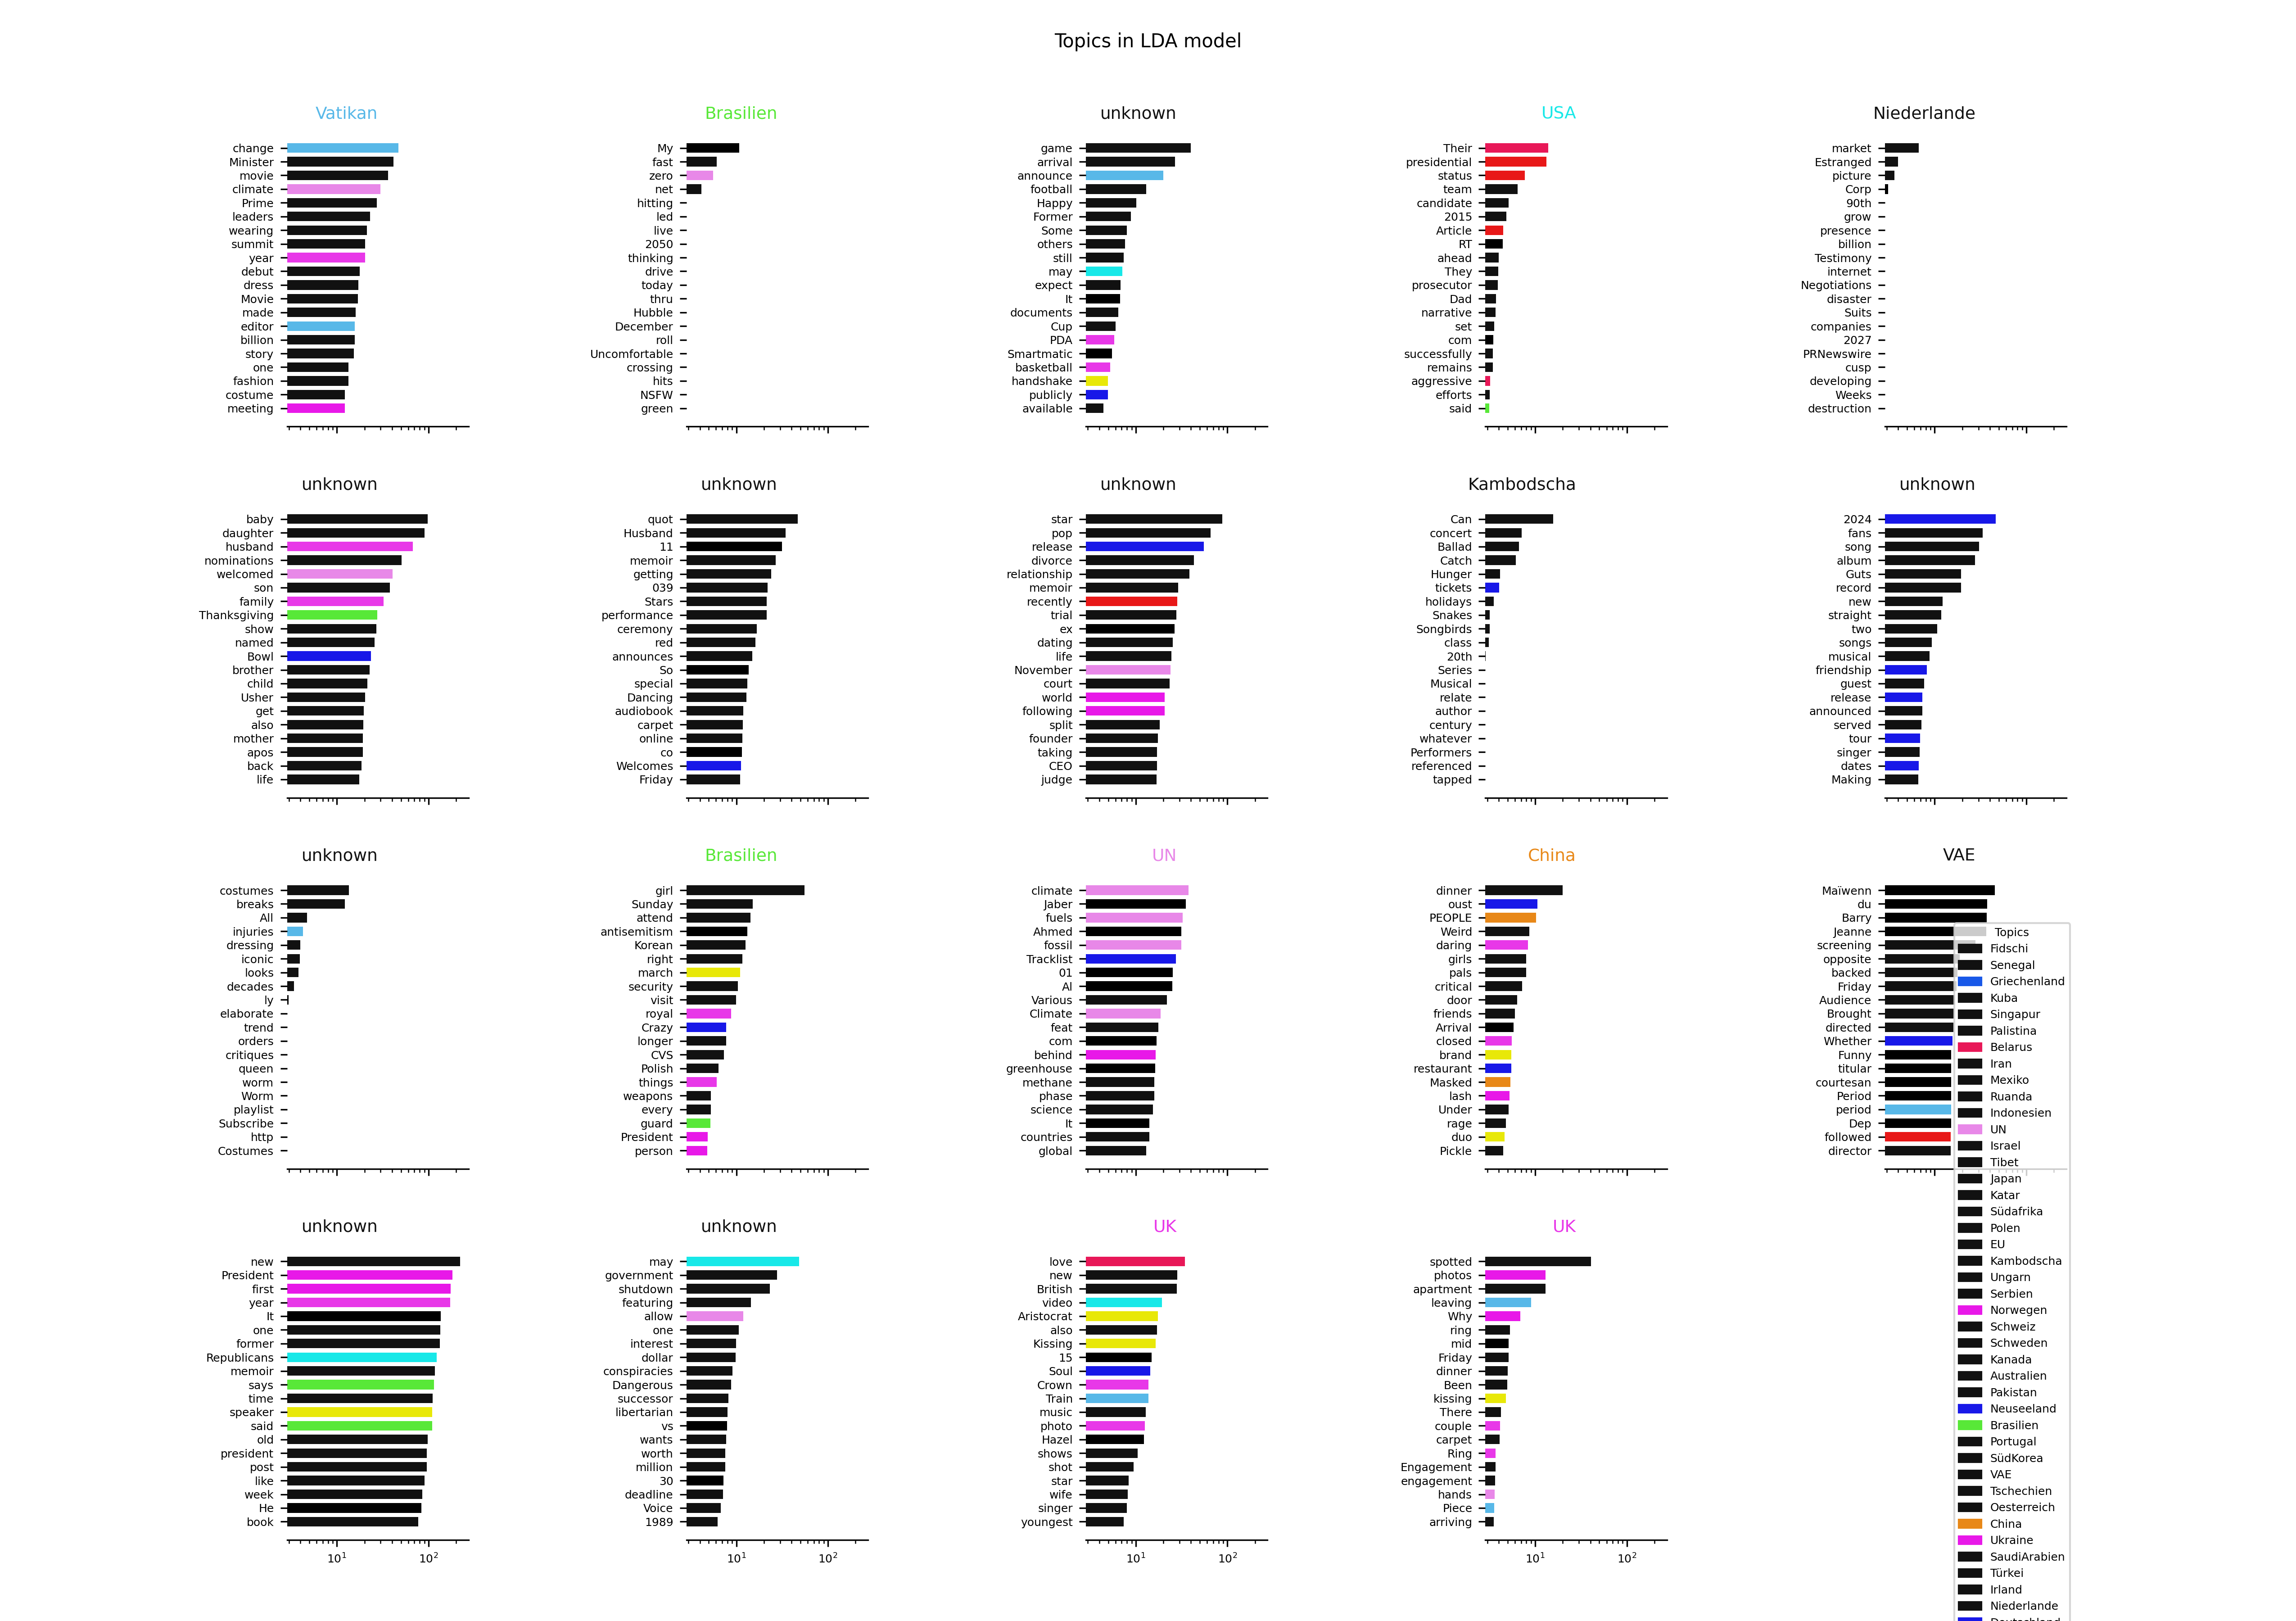 Topics in LDA model
Vatikan
change
Minister
movie
climate
Prime
leaders
wearing
summit
year
debut
dress
Movie
made
editor
billion
story
one
fashion
costume
meeting
Brasilien
My
fast
zero
net
hitting
led
live
2050
thinking
drive
today
thru
Hubble
December
roll
Uncomfortable
crossing
hits
NSFW
green
unknown
game
arrival
announce
football
Happy
Former
Some
others
still
may
expect
It
documents
Cup
PDA
Smartmatic
basketball
handshake
publicly
available
USA
Their
presidential
status
team
candidate
2015
Article
RT
ahead
They
prosecutor
Dad
narrative
set
com
successfully
remains
aggressive
efforts
said
Niederlande
market
Estranged
picture
Corp
90th
grow
presence
billion
Testimony
internet
Negotiations
disaster
Suits
companies
2027
PRNewswire
cusp
developing
Weeks
destruction
unknown
baby
daughter
husband
nominations
welcomed
son
family
Thanksgiving
show
named
Bowl
brother
child
Usher
get
also
mother
apos
back
life
unknown
quot
Husband
11
memoir
getting
039
Stars
performance
ceremony
red
announces
So
special
Dancing
audiobook
carpet
online
co
Welcomes
Friday
unknown
star
pop
release
divorce
relationship
memoir
recently
trial
ex
dating
life
November
court
world
following
split
founder
taking
CEO
judge
Kambodscha
Can
concert
Ballad
Catch
Hunger
tickets
holidays
Snakes
Songbirds
class
20th
Series
Musical
relate
author
century
whatever
Performers
referenced
tapped
unknown
2024
fans
song
album
Guts
record
new
straight
two
songs
musical
friendship
guest
release
announced
served
tour
singer
dates
Making
unknown
costumes
breaks
All
injuries
dressing
iconic
looks
decades
ly
elaborate
trend
orders
critiques
queen
worm
Worm
playlist
Subscribe
http
Costumes
Brasilien
girl
Sunday
attend
antisemitism
Korean
right
march
security
visit
royal
Crazy
longer
CVS
Polish
things
weapons
every
guard
President
person
UN
climate
Jaber
fuels
Ahmed
fossil
Tracklist
01
Al
Various
Climate
feat
com
behind
greenhouse
methane
phase
science
It
countries
global
China
dinner
oust
PEOPLE
Weird
daring
girls
pals
critical
door
friends
Arrival
closed
brand
restaurant
Masked
lash
Under
rage
duo
Pickle
VAE
Maïwenn
du
Barry
Jeanne
screening
opposite
backed
Friday
Audience
Brought
directed
Whether
Funny
titular
courtesan
Period
period
Dep
followed
director
unknown
new
President
first
year
It
one
former
Republicans
memoir
says
time
speaker
said
old
president
post
like
week
He
book
10¹ 10²
unknown
may
government
shutdown
featuring
allow
one
interest
dollar
conspiracies
Dangerous
successor
libertarian
vs
wants
worth
million
30
deadline
Voice
1989
10¹ 10²
UK
love
new
British
video
Aristocrat
also
Kissing
15
Soul
Crown
Train
music
photo
Hazel
shows
shot
star
wife
singer
youngest
10¹ 10²
UK
spotted
photos
apartment
leaving
Why
ring
mid
Friday
dinner
Been
kissing
There
couple
carpet
Ring
Engagement
engagement
hands
Piece
arriving
10¹ 10²
Topics
Fidschi
Senegal
Griechenland
Kuba
Singapur
Palistina
Belarus
Iran
Mexiko
Ruanda
Indonesien
UN
Israel
Tibet
Japan
Katar
Südafrika
Polen
EU
Kambodscha
Ungarn
Serbien
Norwegen
Schweiz
Schweden
Kanada
Australien
Pakistan
Neuseeland
Brasilien
Portugal
SüdKorea
VAE
Tschechien
Oesterreich
China
Ukraine
SaudiArabien
Türkei
Irland
Niederlande